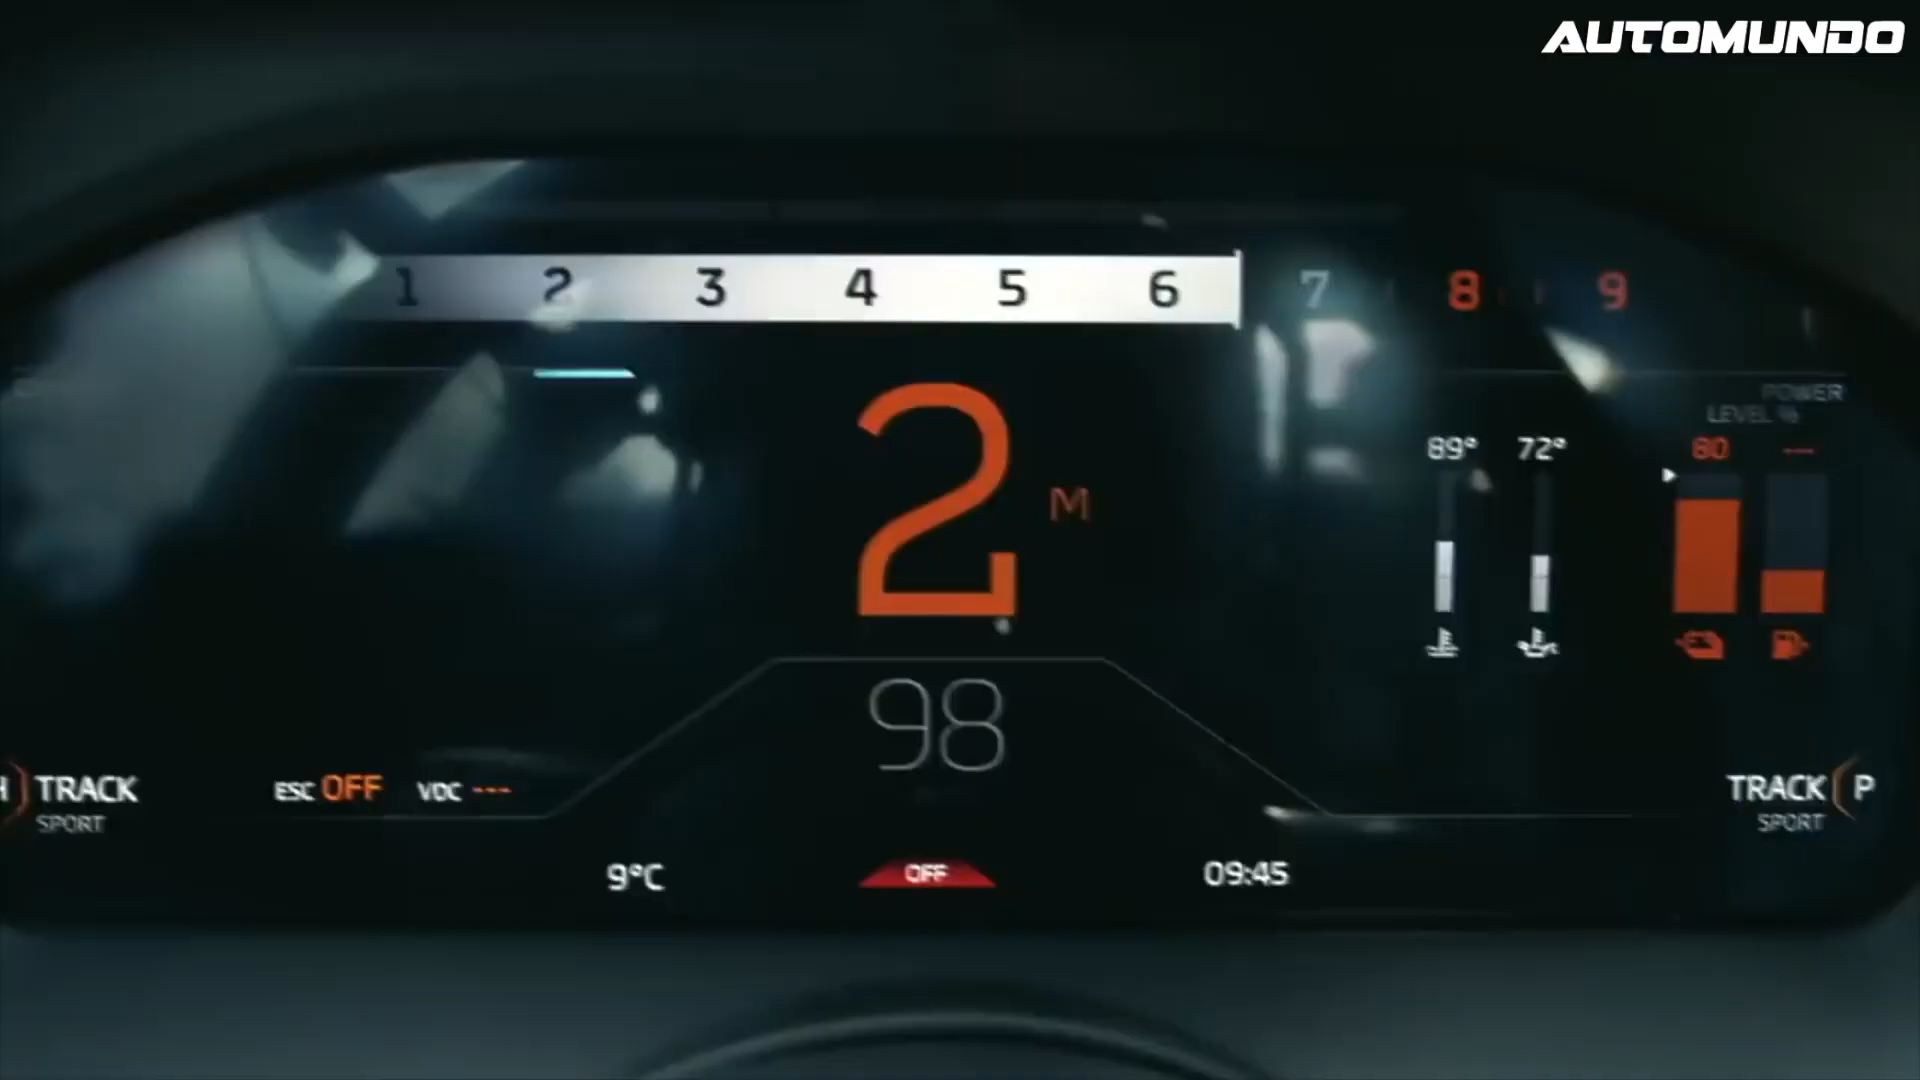 AUTOMUNDO
1 2 3 4 5 6 7 8 9
POWER
LEVEL %
89° 72° 80 ---
2 M
98
H TRACK
SPORT
ESC OFF VDC ---
TRACK P
SPORT
9°C OFF 09:45